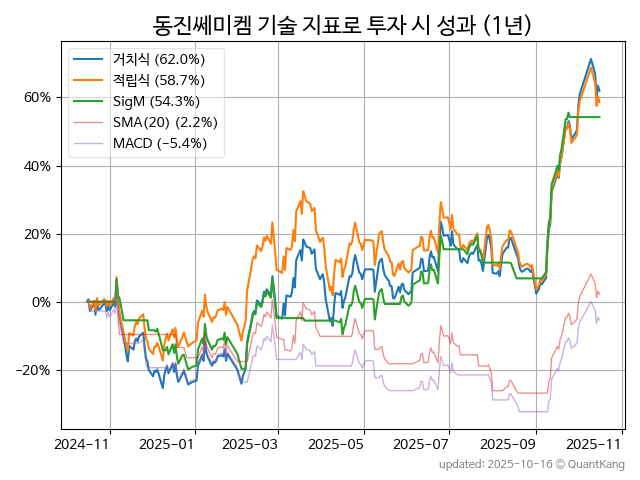 동진쎄미켐 기술 지표로 투자 시 성과 (1년)
거치식 (62.0%)
적립식 (58.7%)
SigM (54.3%)
SMA(20) (2.2%)
MACD (−5.4%)
60%
40%
20%
0%
−20%
2024-11 2025-01 2025-03 2025-05 2025-07 2025-09 2025-11
updated: 2025-10-16 © QuantKang